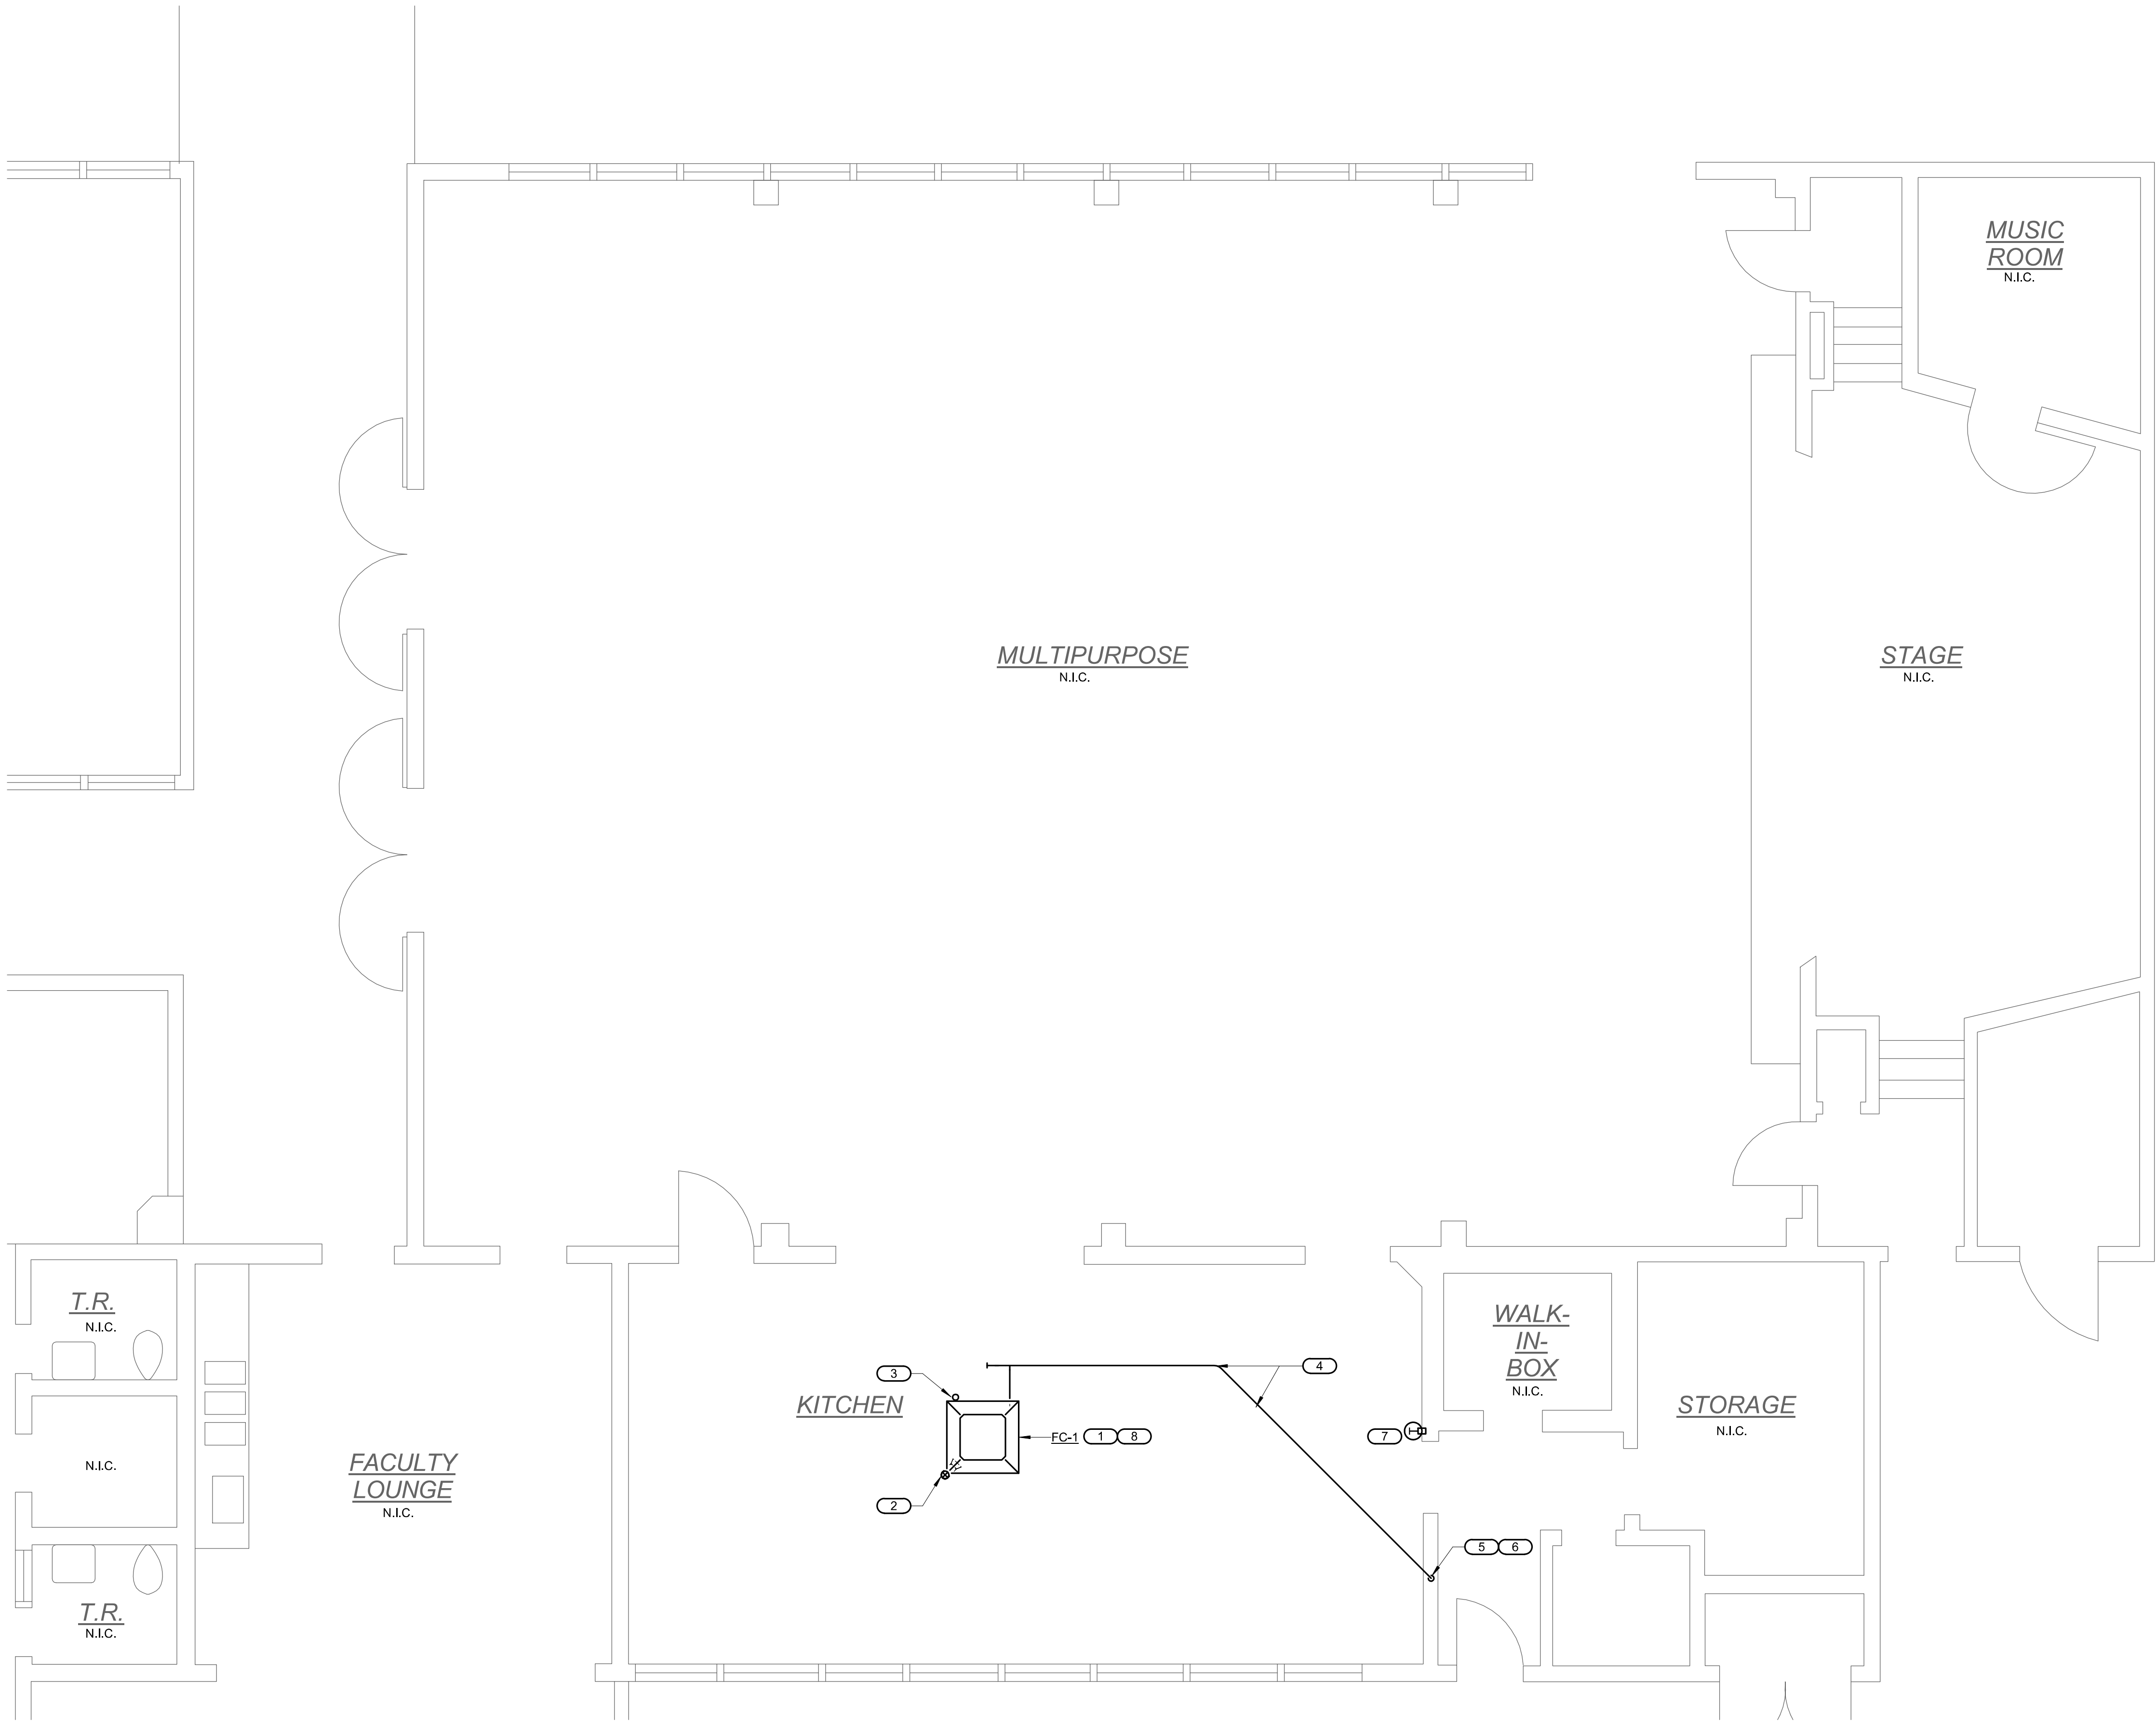 MUSIC
ROOM
N.I.C.
MULTIPURPOSE
N.I.C.
STAGE
N.I.C.
T.R.
N.I.C.
WALK-
IN-
BOX
N.I.C.
3
4
KITCHEN
STORAGE
N.I.C.
FC-1 1 8
7
N.I.C.
FACULTY
LOUNGE
N.I.C.
2
5 6
T.R.
N.I.C.